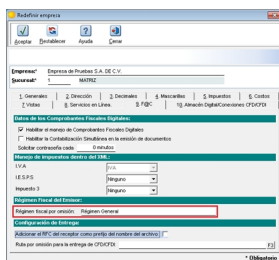 Redefinir empresa
Aceptar Restablecer Ayuda Cerrar
Empresa:* Empresa de Pruebas S.A. DE C.V.
Sucursal:* 1 MATRIZ
1. Generales 2. Dirección 3. Decimales 4. Mascarillas 5. Impuestos 6. Costos
7. Vistas 8. Servicios en Línea. 9. F@C 10. Almacén Digital/Conexiones CFD/CFDI
Datos de los Comprobantes Fiscales Digitales:
Habilitar el manejo de Comprobantes Fiscales Digitales
Habilitar la Contabilización Simultánea en la emisión de documentos
Solicitar contraseña cada: 0 minutos
Manejo de impuestos dentro del XML:
I.V.A IVA
I.E.S.P.S Ninguno
Impuesto 3 Ninguno
Régimen Fiscal del Emisor:
Régimen fiscal por omisión: Régimen General
Configuración de Entrega:
Adicionar el RFC del receptor como prefijo del nombre del archivo:
Ruta por omisión para la entrega de CFD/CFDI: F3
* Obligatorio